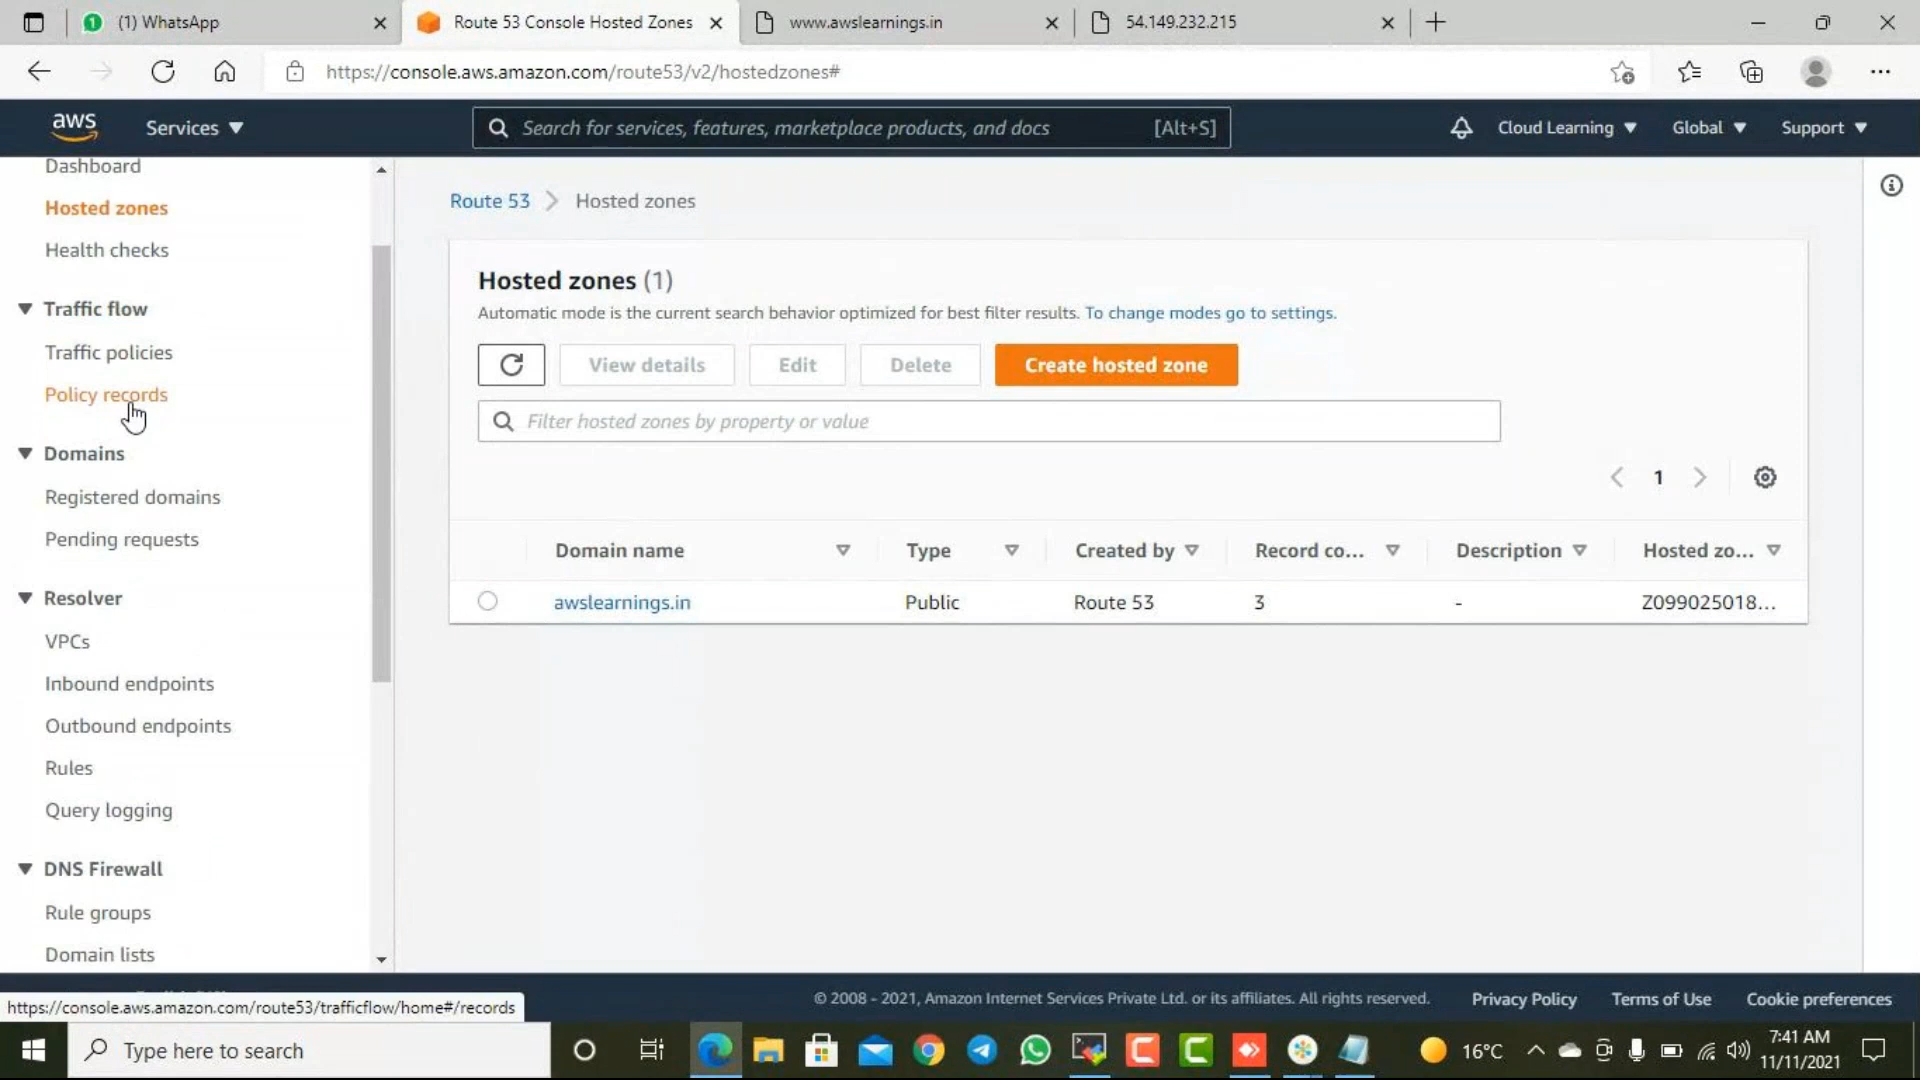 (1) WhatsApp
Route 53 Console Hosted Zones
www.awslearnings.in
54.149.232.215
https://console.aws.amazon.com/route53/v2/hostedzones#
aws
Services
Search for services, features, marketplace products, and docs
[Alt+S]
Cloud Learning
Global
Support
Dashboard
Hosted zones
Health checks
Traffic flow
Traffic policies
Policy records
Domains
Registered domains
Pending requests
Resolver
VPCs
Inbound endpoints
Outbound endpoints
Rules
Query logging
DNS Firewall
Rule groups
Domain lists
Route 53 > Hosted zones
Hosted zones (1)
Automatic mode is the current search behavior optimized for best filter results. To change modes go to settings.
View details
Edit
Delete
Create hosted zone
Filter hosted zones by property or value
1
Domain name Type Created by Record co... Description Hosted zo...
awslearnings.in Public Route 53 3 - Z099025018...
https://console.aws.amazon.com/route53/trafficflow/home#/records
© 2008 - 2021, Amazon Internet Services Private Ltd. or its affiliates. All rights reserved.
Privacy Policy
Terms of Use
Cookie preferences
Type here to search
16°C
7:41 AM
11/11/2021